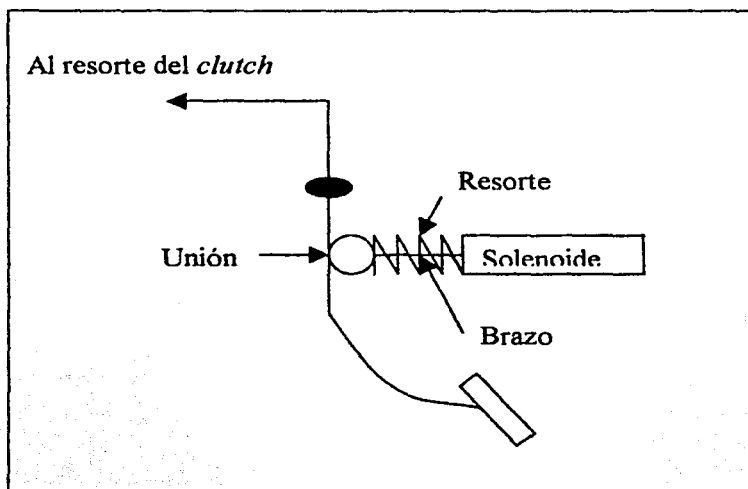 Al resorte del clutch
Resorte
Unión
Solenoide
Brazo